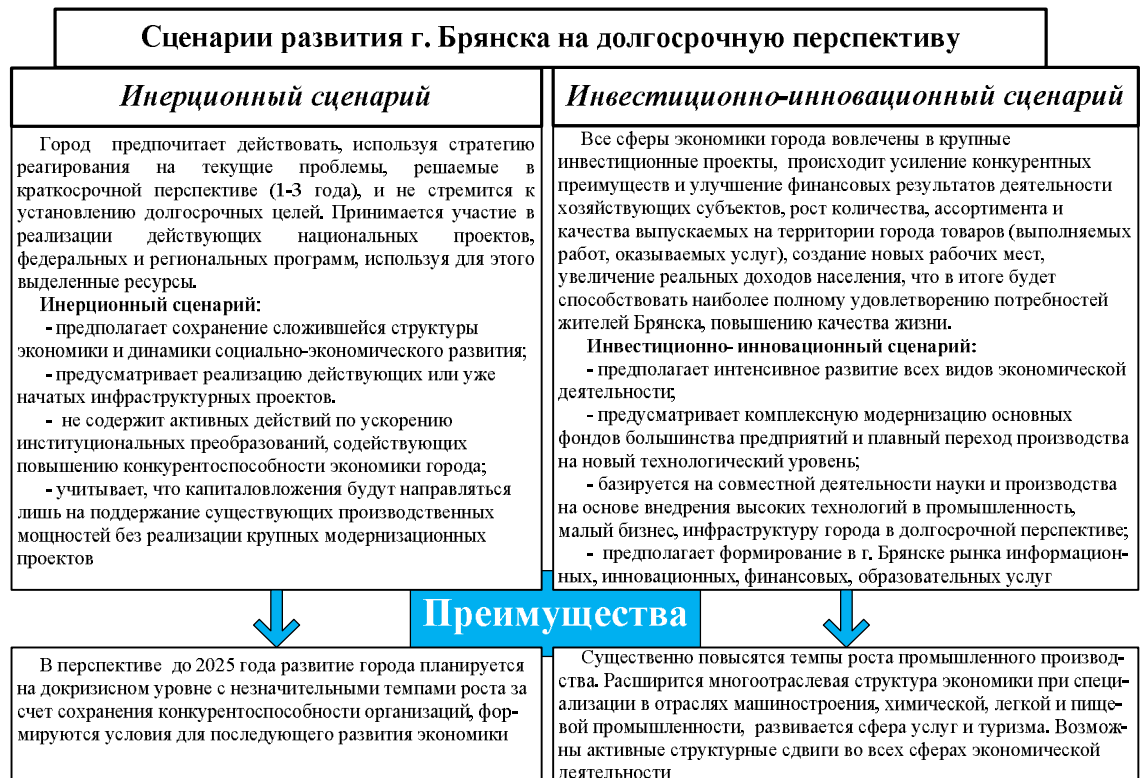 Сценарии развития г. Брянска на долгосрочную перспективу
Инерционный сценарий
Город предпочитает действовать, используя стратегию
реагирования на текущие проблемы, решаемые в
краткосрочной перспективе (1-3 года), и не стремится к
установлению долгосрочных целей. Принимается участие в
реализации действующих национальных проектов,
федеральных и региональных программ, используя для этого
выделенные ресурсы.
Инерционный сценарий:
- предполагает сохранение сложившейся структуры
экономики и динамики социально-экономического развития;
- предусматривает реализацию действующих или уже
начатых инфраструктурных проектов.
- не содержит активных действий по ускорению
институциональных преобразований, содействующих
повышению конкурентоспособности экономики города;
- учитывает, что капиталовложения будут направляться
лишь на поддержание существующих производственных
мощностей без реализации крупных модернизационных
проектов
Инвестиционно-инновационный сценарий
Все сферы экономики города вовлечены в крупные
инвестиционные проекты, происходит усиление конкурентных
преимуществ и улучшение финансовых результатов деятельности
хозяйствующих субъектов, рост количества, ассортимента и
качества выпускаемых на территории города товаров (выполняемых
работ, оказываемых услуг), создание новых рабочих мест,
увеличение реальных доходов населения, что в итоге будет
способствовать наиболее полному удовлетворению потребностей
жителей Брянска, повышению качества жизни.
Инвестиционно- инновационный сценарий:
- предполагает интенсивное развитие всех видов экономической
деятельности;
- предусматривает комплексную модернизацию основных
фондов большинства предприятий и плавный переход производства
на новый технологический уровень;
- базируется на совместной деятельности науки и производства
на основе внедрения высоких технологий в промышленность,
малый бизнес, инфраструктуру города в долгосрочной перспективе;
- предполагает формирование в г. Брянске рынка информацион-
ных, инновационных, финансовых, образовательных услуг
Преимущества
В перспективе до 2025 года развитие города планируется
на докризисном уровне с незначительными темпами роста за
счет сохранения конкурентоспособности организаций, фор-
мируются условия для последующего развития экономики
Существенно повысятся темпы роста промышленного производ-
ства. Расширится многоотраслевая структура экономики при специ-
ализации в отраслях машиностроения, химической, легкой и пище-
вой промышленности, развивается сфера услуг и туризма. Возмож-
ны активные структурные сдвиги во всех сферах экономической
деятельности